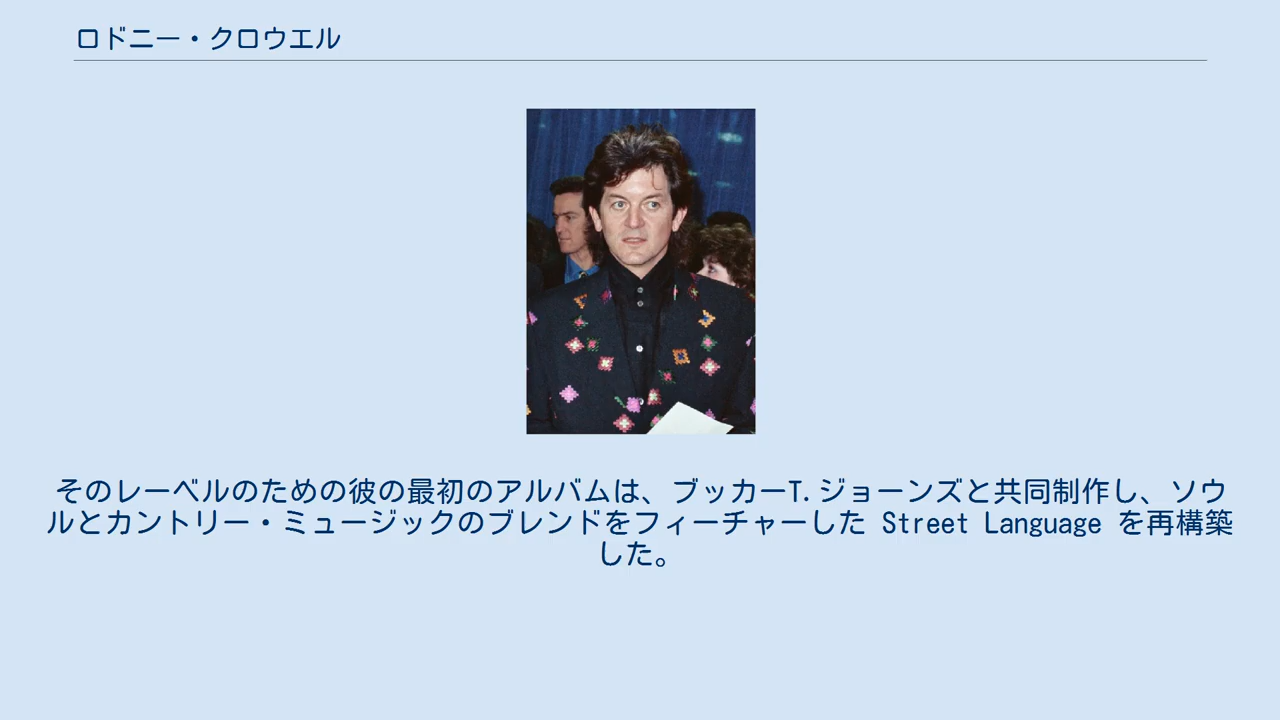 ロドニー・クロウエル
そのレーベルのための彼の最初のアルバムは、ブッカーT.ジョーンズと共同制作し、ソウ
ルとカントリー・ミュージックのブレンドをフィーチャーした Street Language を再構築
した。